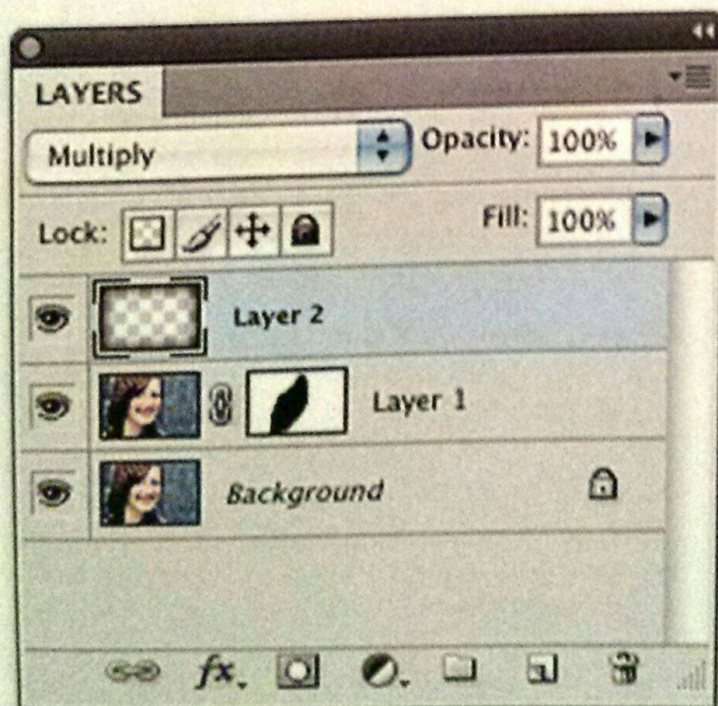 LAYERS
Multiply Opacity: 100%
Lock: Fill: 100%
Layer 2
Layer 1
Background
fx.